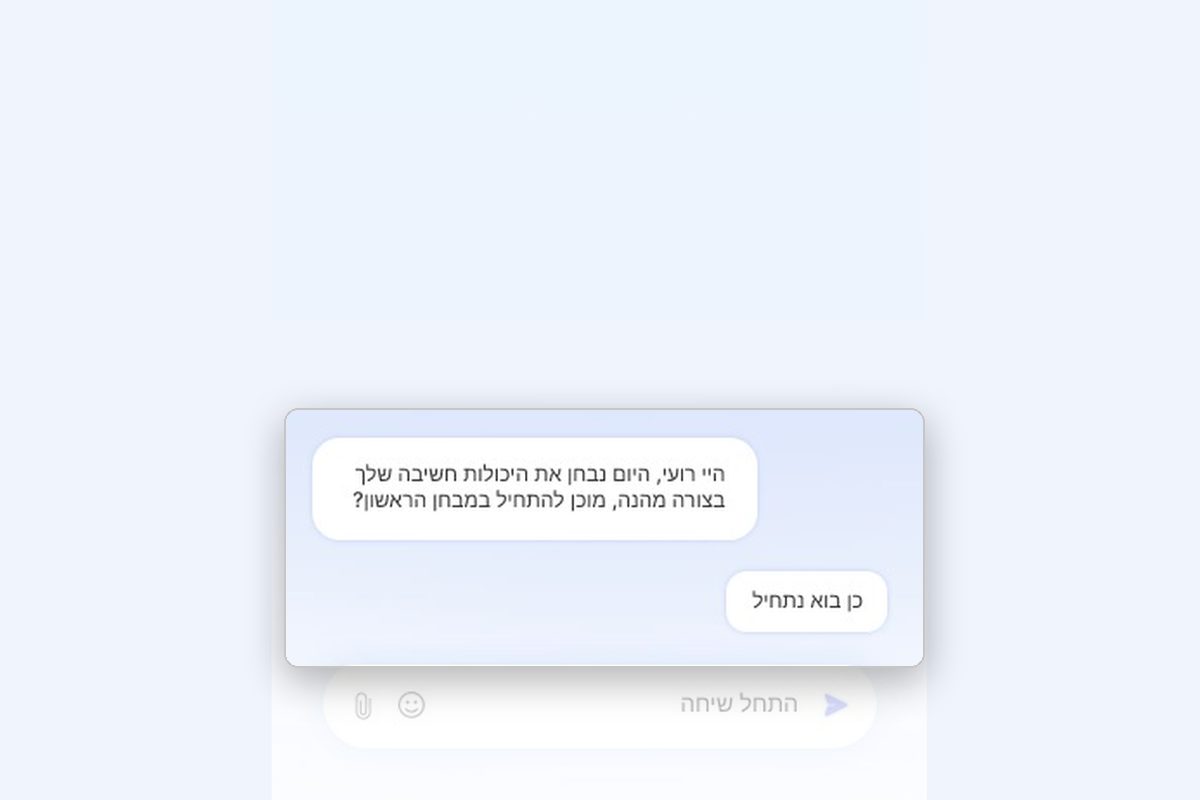 היי רועי, היום נבחן את היכולות חשיבה שלך
בצורה מהנה, מוכן להתחיל במבחן הראשון?
כן בוא נתחיל
התחל שיחה